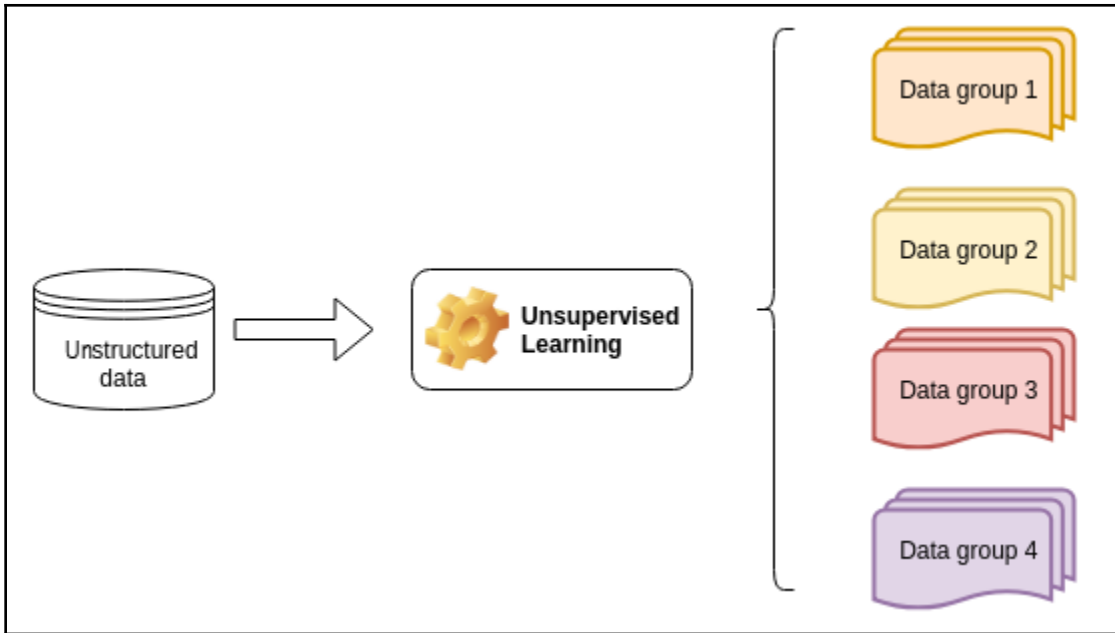 Unstructured
data
Unsupervised
Learning
Data group 1
Data group 2
Data group 3
Data group 4